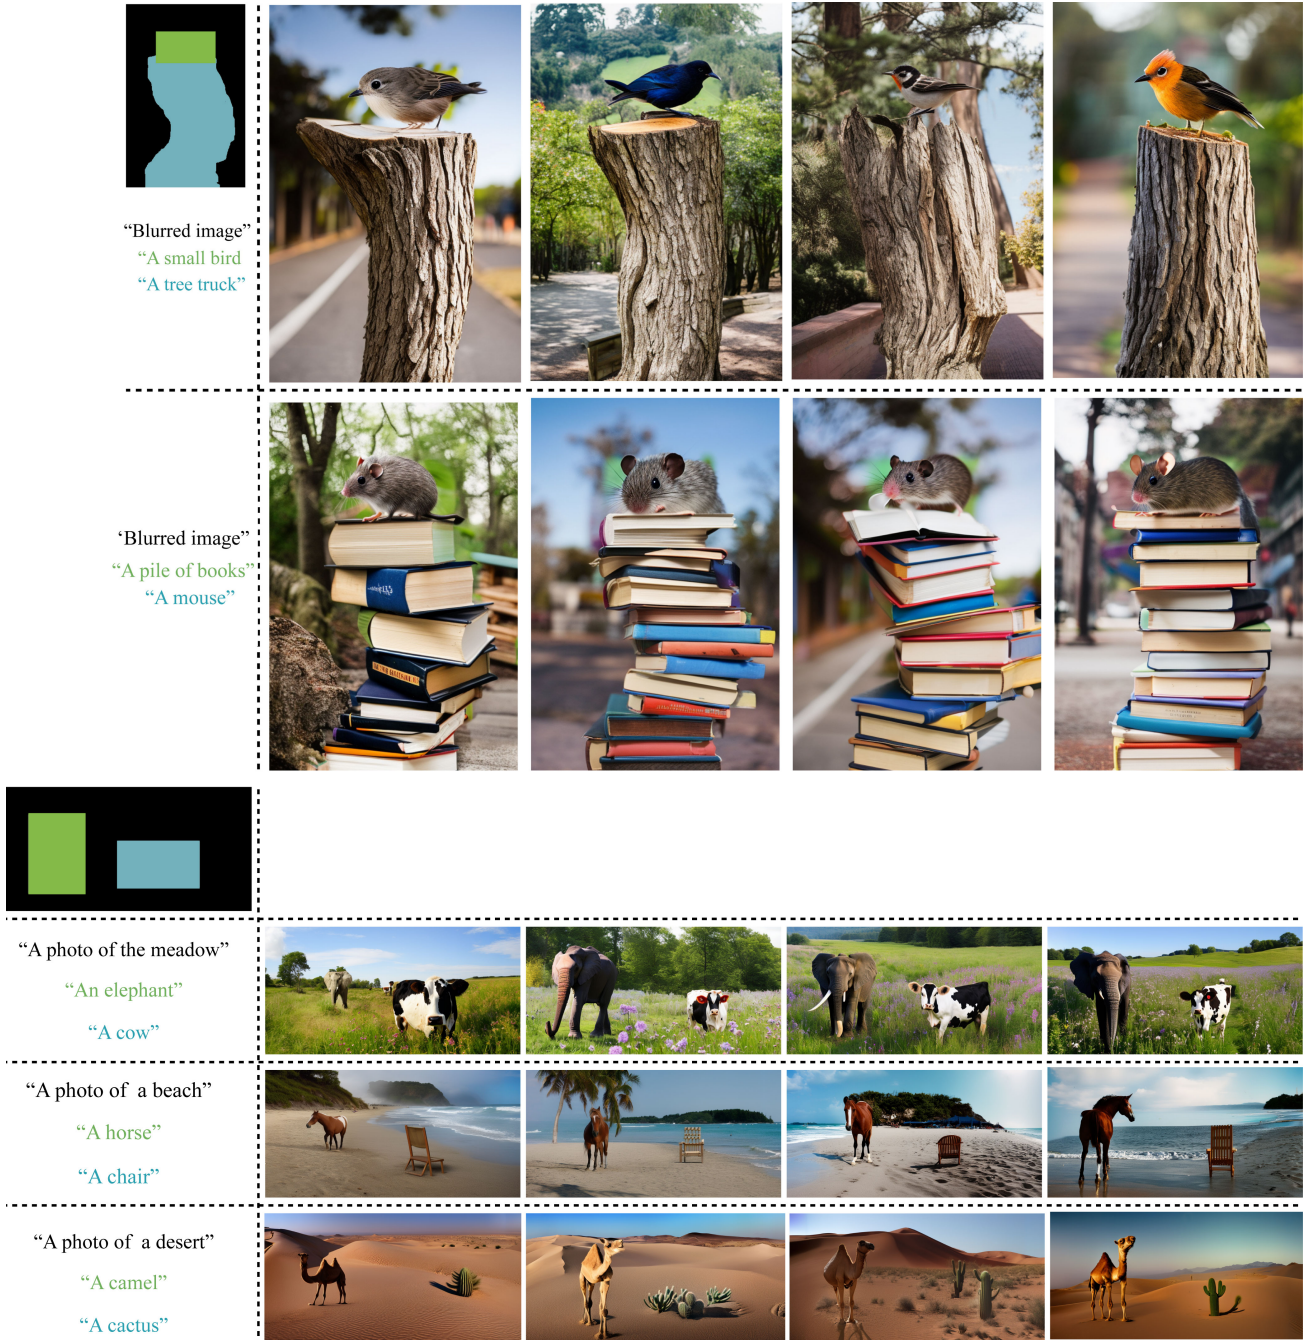 “Blurred image”
“A small bird
“A tree truck”
‘Blurred image”
“A pile of books”
“A mouse”
“A photo of the meadow”
“An elephant”
“A cow”
“A photo of  a beach”
“A horse”
“A chair”
“A photo of  a desert”
“A camel”
“A cactus”